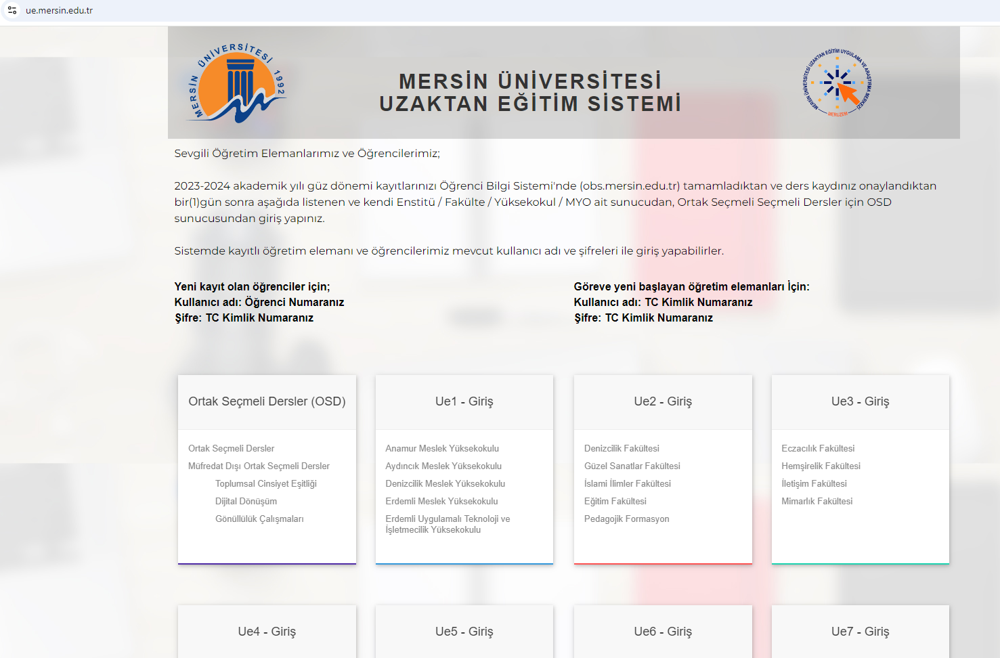 ue.mersin.edu.tr
MERSİN ÜNİVERSİTESİ 1992
MERSİN ÜNİVERSİTESİ
UZAKTAN EĞİTİM SİSTEMİ
MERSİN ÜNİVERSİTESİ UZAKTAN EĞİTİM UYGULAMA VE ARAŞTIRMA MERKEZİ
MERUZEM
Sevgili Öğretim Elemanlarımız ve Öğrencilerimiz;
2023-2024 akademik yılı güz dönemi kayıtlarınızı Öğrenci Bilgi Sistemi'nde (obs.mersin.edu.tr) tamamladıktan ve ders kaydınız onaylandıktan
bir(1)gün sonra aşağıda listenen ve kendi Enstitü / Fakülte / Yüksekokul / MYO ait sunucudan, Ortak Seçmeli Seçmeli Dersler için OSD
sunucusundan giriş yapınız.
Sistemde kayıtlı öğretim elemanı ve öğrencilerimiz mevcut kullanıcı adı ve şifreleri ile giriş yapabilirler.
Yeni kayıt olan öğrenciler için;
Kullanıcı adı: Öğrenci Numaranız
Şifre: TC Kimlik Numaranız
Göreve yeni başlayan öğretim elemanları İçin:
Kullanıcı adı: TC Kimlik Numaranız
Şifre: TC Kimlik Numaranız
Ortak Seçmeli Dersler (OSD)
Ortak Seçmeli Dersler
Müfredat Dışı Ortak Seçmeli Dersler
Toplumsal Cinsiyet Eşitliği
Dijital Dönüşüm
Gönüllülük Çalışmaları
Ue1 - Giriş
Anamur Meslek Yüksekokulu
Aydıncık Meslek Yüksekokulu
Denizcilik Meslek Yüksekokulu
Erdemli Meslek Yüksekokulu
Erdemli Uygulamalı Teknoloji ve
İşletmecilik Yüksekokulu
Ue2 - Giriş
Denizcilik Fakültesi
Güzel Sanatlar Fakültesi
İslami İlimler Fakültesi
Eğitim Fakültesi
Pedagojik Formasyon
Ue3 - Giriş
Eczacılık Fakültesi
Hemşirelik Fakültesi
İletişim Fakültesi
Mimarlık Fakültesi
Ue4 - Giriş
Ue5 - Giriş
Ue6 - Giriş
Ue7 - Giriş